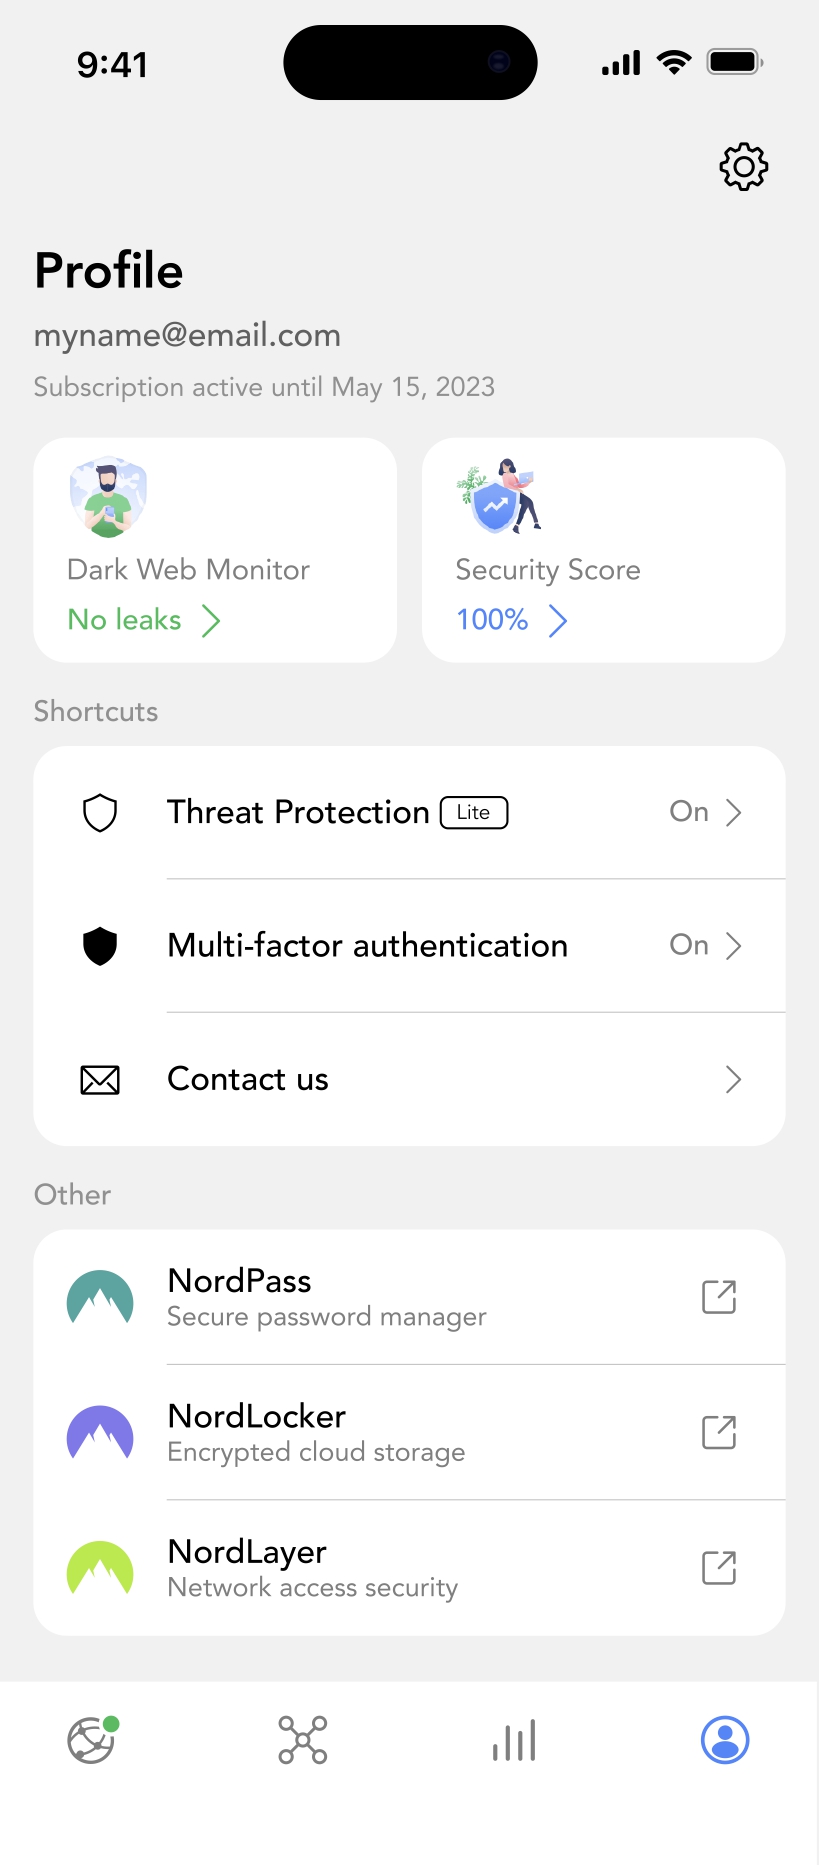 9:41
Profile
myname@email.com
Subscription active until May 15, 2023
Dark Web Monitor
No leaks
Security Score
100%
Shortcuts
Threat Protection Lite On
Multi-factor authentication On
Contact us
Other
NordPass
Secure password manager
NordLocker
Encrypted cloud storage
NordLayer
Network access security